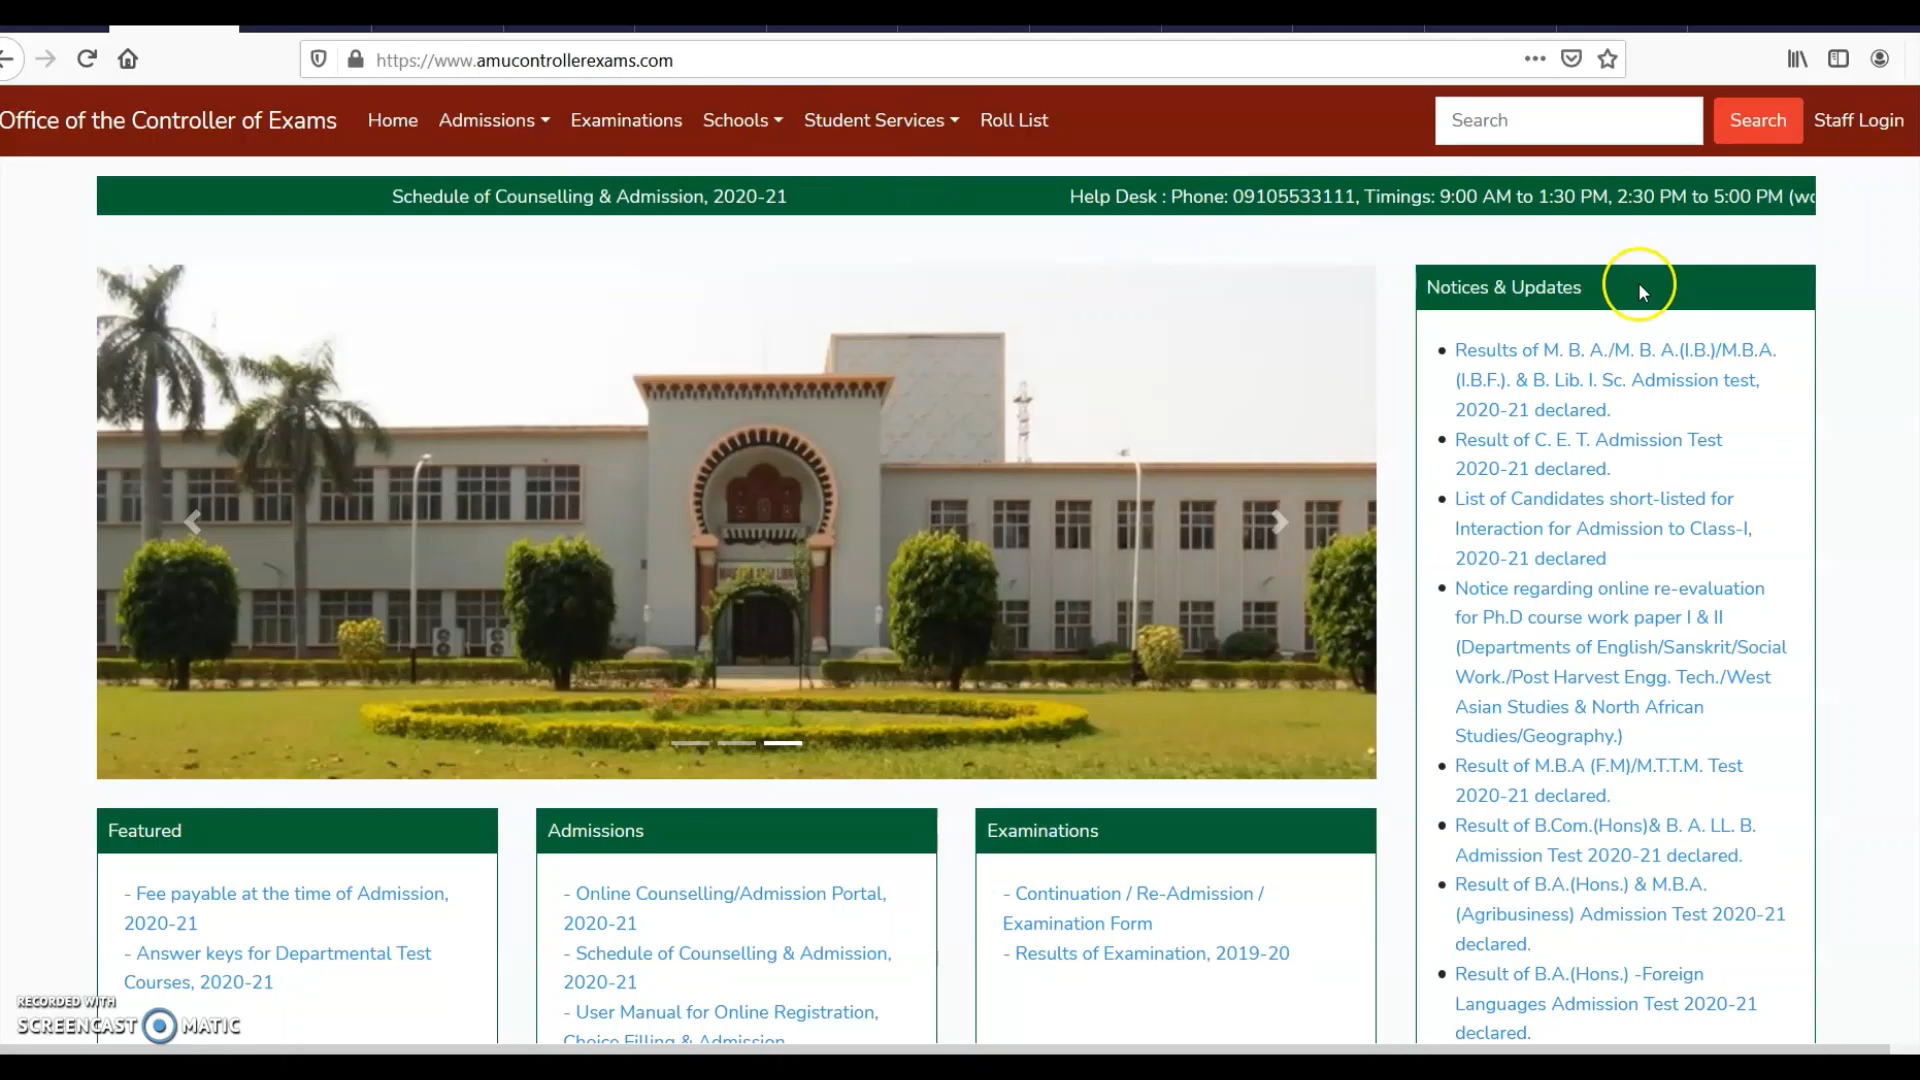 https://www.amucontrollerexams.com
Office of the Controller of Exams Home Admissions Examinations Schools Student Services Roll List Search Search Staff Login
Schedule of Counselling & Admission, 2020-21 Help Desk : Phone: 09105533111, Timings: 9:00 AM to 1:30 PM, 2:30 PM to 5:00 PM (wo
Notices & Updates
Results of M. B. A./M. B. A.(I.B.)/M.B.A.
(I.B.F.). & B. Lib. I. Sc. Admission test,
2020-21 declared.
Result of C. E. T. Admission Test
2020-21 declared.
List of Candidates short-listed for
Interaction for Admission to Class-I,
2020-21 declared
Notice regarding online re-evaluation
for Ph.D course work paper I & II
(Departments of English/Sanskrit/Social
Work./Post Harvest Engg. Tech./West
Asian Studies & North African
Studies/Geography.)
Result of M.B.A (F.M)/M.T.T.M. Test
2020-21 declared.
Result of B.Com.(Hons)& B. A. LL. B.
Admission Test 2020-21 declared.
Result of B.A.(Hons.) & M.B.A.
(Agribusiness) Admission Test 2020-21
declared.
Result of B.A.(Hons.) -Foreign
Languages Admission Test 2020-21
declared.
Featured
- Fee payable at the time of Admission,
2020-21
- Answer keys for Departmental Test
Courses, 2020-21
Admissions
- Online Counselling/Admission Portal,
2020-21
- Schedule of Counselling & Admission,
2020-21
- User Manual for Online Registration,
Choice Filling & Admission
Examinations
- Continuation / Re-Admission /
Examination Form
- Results of Examination, 2019-20
RECORDED WITH
SCREENCAST MATIC